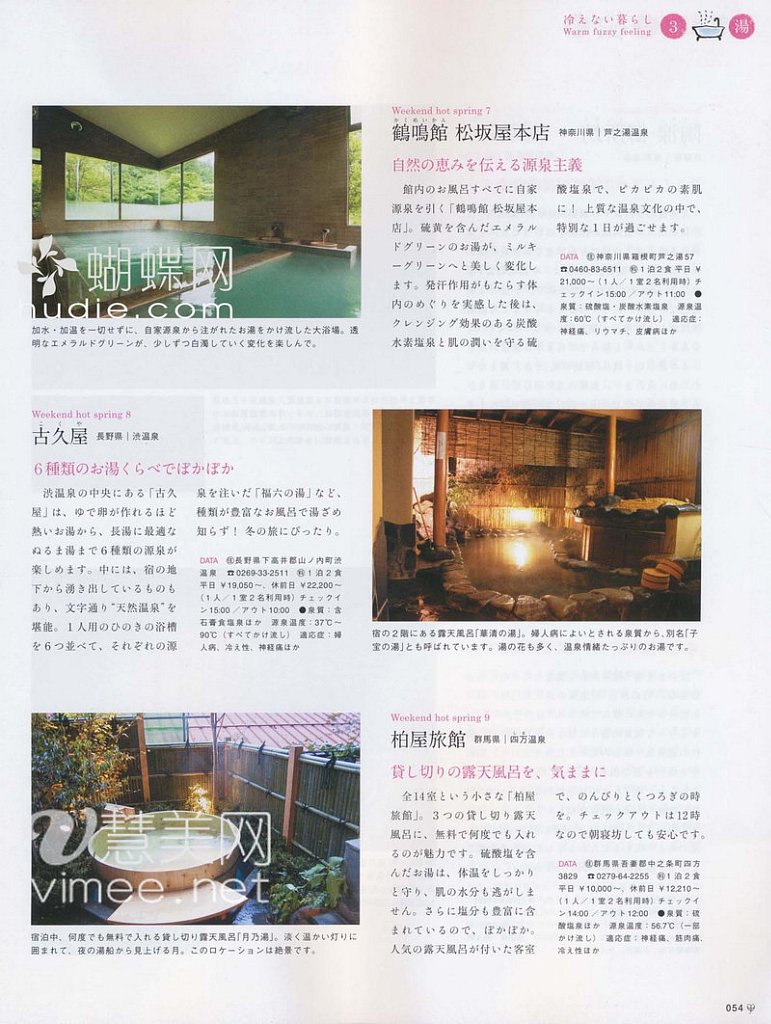 冷えない暮らし
Warm fuzzy feeling
3
湯
Weekend hot spring 7
かくめいかん
鶴鳴館 松坂屋本店 神奈川県|芦之湯温泉
自然の恵みを伝える源泉主義
館内のお風呂すべてに自家
源泉を引く「鶴鳴館 松坂屋本
店」。硫黄を含んだエメラル
ドグリーンのお湯が、ミルキ
ーグリーンへと美しく変化し
ます。発汗作用がもたらす体
内のめぐりを実感した後は、
クレンジング効果のある炭酸
水素塩泉と肌の潤いを守る硫
酸塩泉で、ピカピカの素肌
に! 上質な温泉文化の中で、
特別な1日が過ごせます。
DATA ㊟神奈川県箱根町芦之湯57
☎0460-83-6511 ㊕1泊2食 平日 ¥
21,000〜(1人/1室2名利用時)チ
ェックイン15:00/アウト11:00 ●
泉質:硫酸塩・炭酸水素塩泉 源泉温
度:60℃(すべてかけ流し) 適応症:
神経痛、リウマチ、皮膚病ほか
蝴蝶网
hudie.com
加水・加温を一切せずに、自家源泉から注がれたお湯をかけ流した大浴場。透
明なエメラルドグリーンが、少しずつ白濁していく変化を楽しんで。
Weekend hot spring 8
こくや
古久屋 長野県|渋温泉
6種類のお湯くらべでぽかぽか
渋温泉の中央にある「古久
屋」は、ゆで卵が作れるほど
熱いお湯から、長湯に最適な
ぬるま湯まで6種類の源泉が
楽しめます。中には、宿の地
下から湧き出しているものも
あり、文字通り“天然温泉”を
堪能。1人用のひのきの浴槽
を6つ並べて、それぞれの源
泉を注いだ「福六の湯」など、
種類が豊富なお風呂で湯ざめ
知らず! 冬の旅にぴったり。
DATA ㊟長野県下高井郡山ノ内町渋
温泉 ☎0269-33-2511 ㊕1泊2食
平日 ¥19,050〜、休前日 ¥22,200〜
(1人/1室2名利用時)チェックイ
ン15:00/アウト10:00 ●泉質:含
石膏食塩泉ほか 源泉温度:37℃〜
90℃(すべてかけ流し) 適応症:婦
人病、冷え性、神経痛ほか
宿の2階にある露天風呂「華清の湯」。婦人病によいとされる泉質から、別名「子
宝の湯」とも呼ばれています。湯の花も多く、温泉情緒たっぷりのお湯です。
Weekend hot spring 9
柏屋旅館 群馬県|四万温泉
貸し切りの露天風呂を、気ままに
全14室という小さな「柏屋
旅館」。3つの貸し切り露天
風呂に、無料で何度でも入れ
るのが魅力です。硫酸塩を含
んだお湯は、体温をしっかり
と守り、肌の水分も逃がしま
せん。さらに塩分も豊富に含
まれているので、ぽかぽか。
人気の露天風呂が付いた客室
で、のんびりとくつろぎの時
を。チェックアウトは12時
なので朝寝坊しても安心です。
DATA ㊟群馬県吾妻郡中之条町四万
3829 ☎0279-64-2255 ㊕1泊2食
平日 ¥10,000〜、休前日 ¥12,210〜
(1人/1室2名利用時)チェックイ
ン14:00/アウト12:00 ●泉質:硫
酸塩泉ほか 源泉温度:56.7℃(一部
かけ流し) 適応症:神経痛、筋肉痛、
冷え性ほか
慧美网
vimee.net
宿泊中、何度でも無料で入れる貸し切り露天風呂「月乃湯」。淡く温かい灯りに
囲まれて、夜の湯船から見上げる月。このロケーションは絶景です。
054